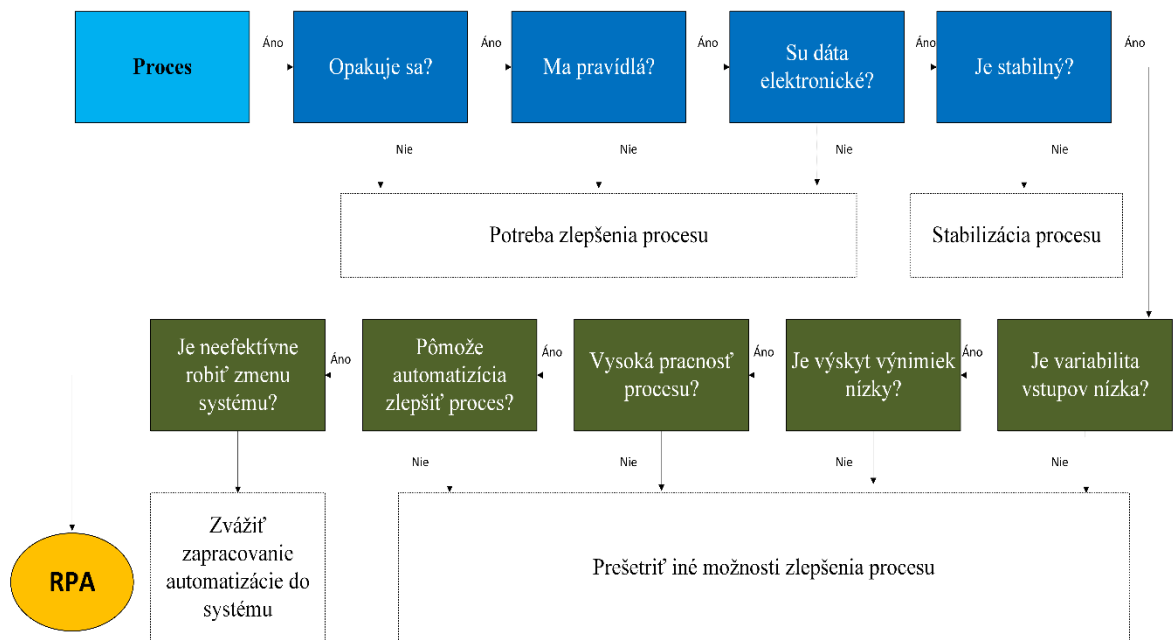 Proces
Áno
Opakuje sa?
Áno
Ma pravídlá?
Áno
Su dáta
elektronické?
Áno
Je stabilný?
Áno
Nie
Nie
Nie
Nie
Potreba zlepšenia procesu
Stabilizácia procesu
Je neefektívne
robiť zmenu
systému?
Áno
Pômože
automatizícia
zlepšiť proces?
Áno
Vysoká pracnosť
procesu?
Áno
Je výskyt výnimiek
nízky?
Áno
Je variabilita
vstupov nízka?
Nie
Nie
Nie
Nie
RPA
Zvážiť
zapracovanie
automatizácie do
systému
Prešetriť iné možnosti zlepšenia procesu